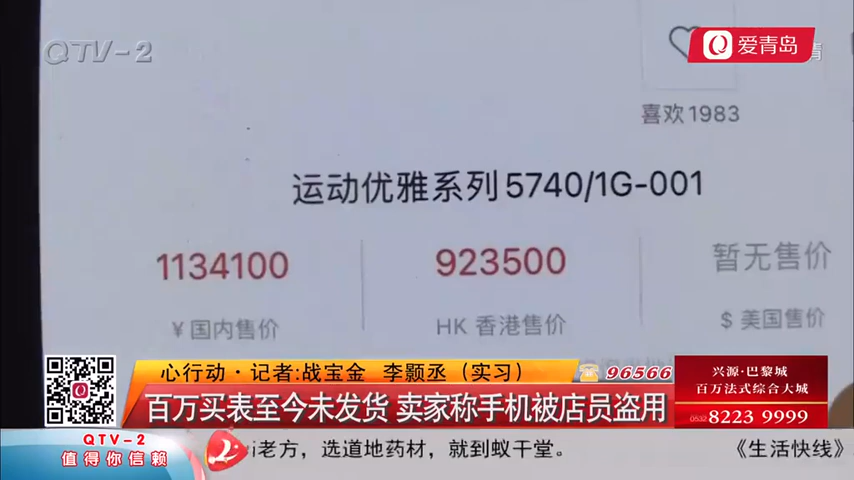 QTV-2
爱青岛
喜欢1983
运动优雅系列5740/1G-001
1134100
923500
暂无售价
¥ 国内售价
HK 香港售价
$ 美国售价
心行动·记者:战宝金 李颢丞（实习）
96566
百万买表至今未发货 卖家称手机被店员盗用
兴源·巴黎城
百万法式综合大城
0532 8223 9999
QTV-2
值得你信赖
老方，选道地药材，就到蚁干堂。
《生活快线》